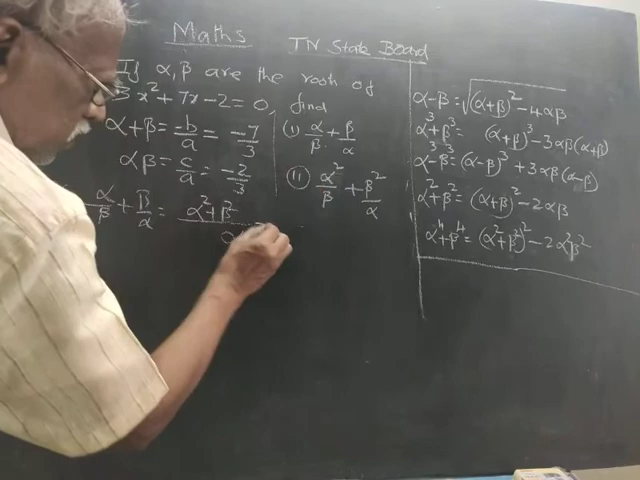 Maths TN State Board
If α, β are the root of
3x² + 7x - 2 = 0, find
α+β = -b/a = -7/3
αβ = c/a = -2/3
α/β + β/α = α²+β²/α
(i) α/β + β/α
(ii) α²/β + β²/α
α-β = √(α+β)² - 4αβ
α³+β³ = (α+β)³ - 3αβ(α+β)
α³-β³ = (α-β)³ + 3αβ(α-β)
α²+β² = (α+β)² - 2αβ
α⁴+β⁴ = (α²+β²)² - 2α²β²